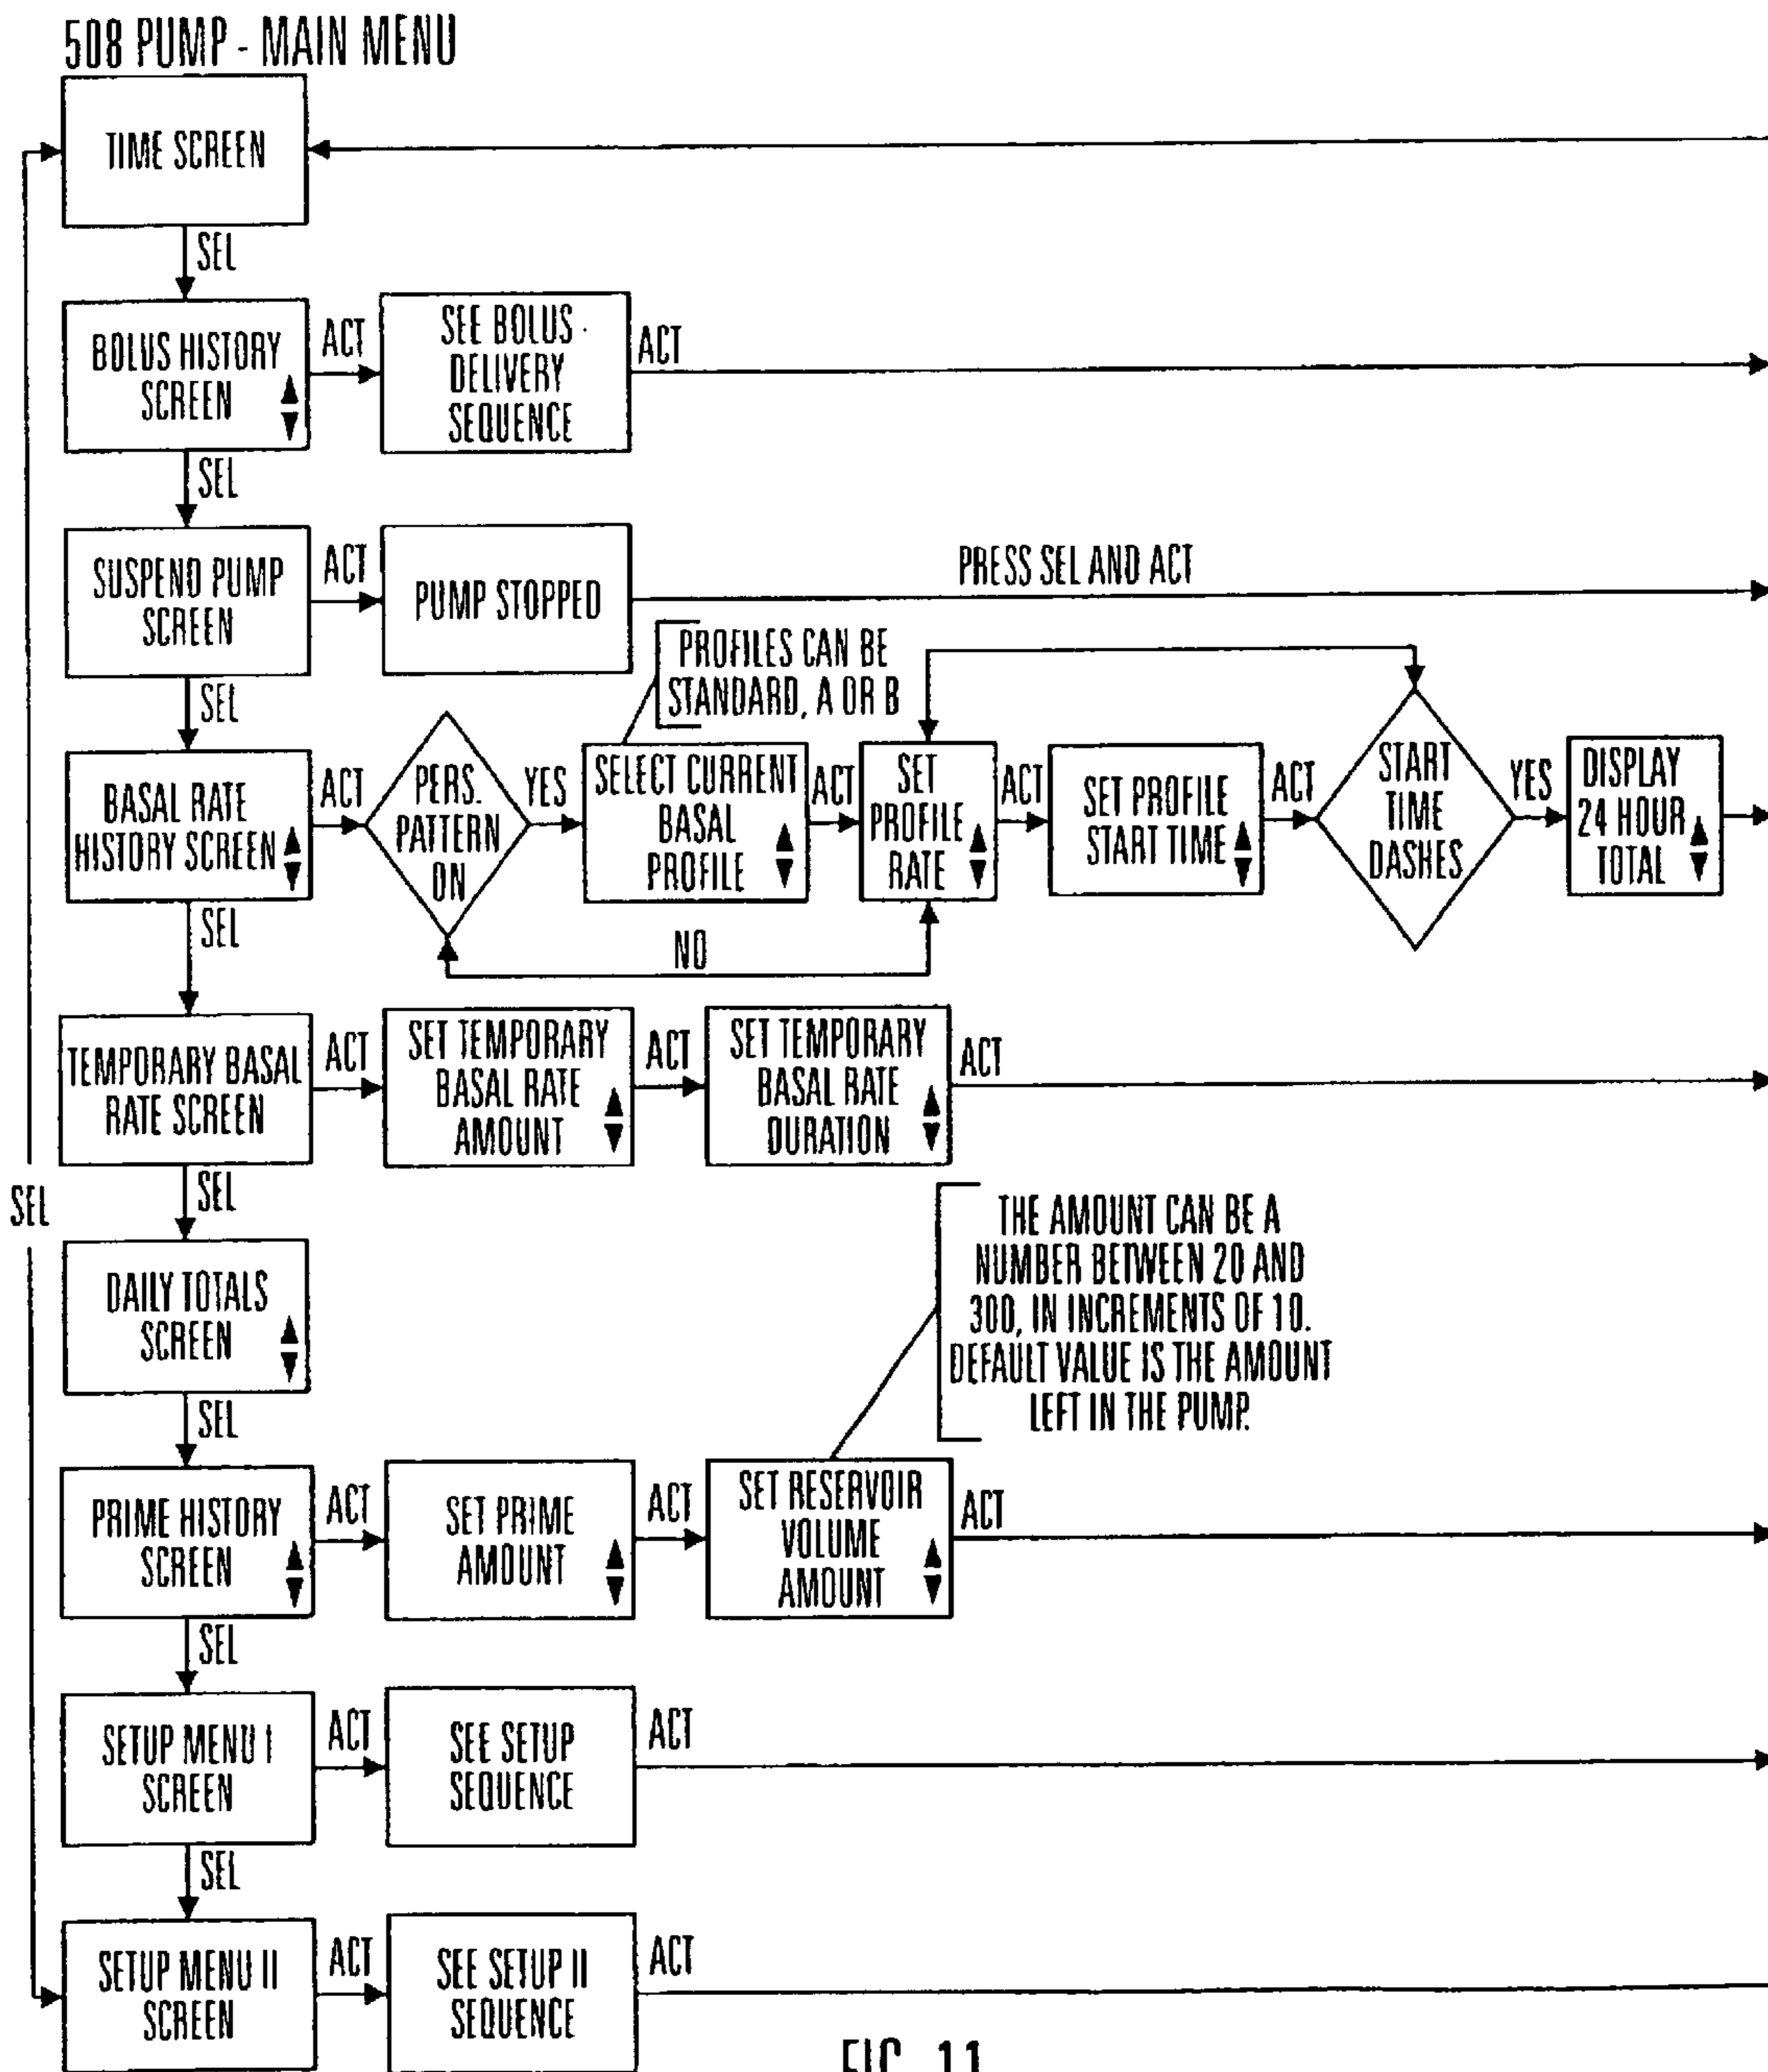 508 PUMP - MAIN MENU
TIME SCREEN
SEL
BOLUS HISTORY
SCREEN
ACT
SEE BOLUS
DELIVERY
SEQUENCE
ACT
SEL
SUSPEND PUMP
SCREEN
ACT
PUMP STOPPED
PRESS SEL AND ACT
SEL
PROFILES CAN BE
STANDARD, A OR B
BASAL RATE
HISTORY SCREEN
ACT
PERS.
PATTERN
ON
YES
SELECT CURRENT
BASAL
PROFILE
ACT
SET
PROFILE
RATE
ACT
SET PROFILE
START TIME
ACT
START
TIME
DASHES
YES
DISPLAY
24 HOUR
TOTAL
NO
SEL
TEMPORARY BASAL
RATE SCREEN
ACT
SET TEMPORARY
BASAL RATE
AMOUNT
ACT
SET TEMPORARY
BASAL RATE
DURATION
ACT
SEL
SEL
DAILY TOTALS
SCREEN
THE AMOUNT CAN BE A
NUMBER BETWEEN 20 AND
300, IN INCREMENTS OF 10.
DEFAULT VALUE IS THE AMOUNT
LEFT IN THE PUMP.
SEL
PRIME HISTORY
SCREEN
ACT
SET PRIME
AMOUNT
ACT
SET RESERVOIR
VOLUME
AMOUNT
ACT
SEL
SETUP MENU I
SCREEN
ACT
SEE SETUP
SEQUENCE
ACT
SEL
SETUP MENU II
SCREEN
ACT
SEE SETUP II
SEQUENCE
ACT
FIG. 11